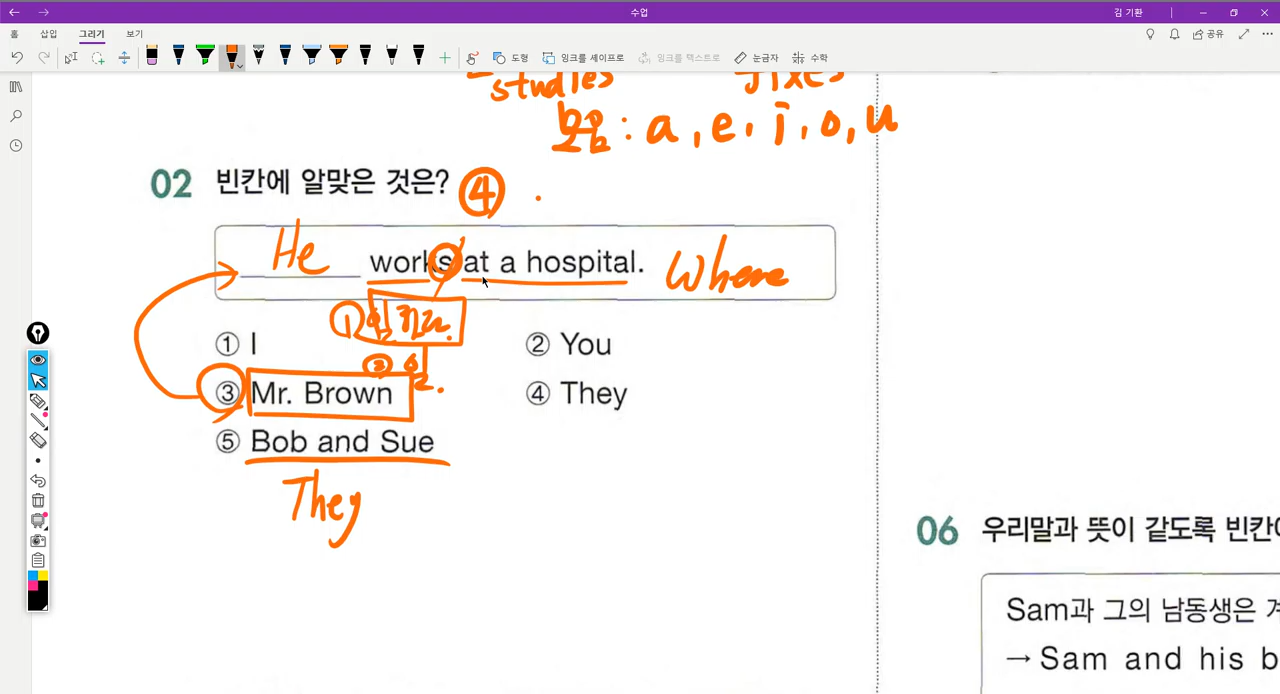 수업
김 기환
홈 삽입 그리기 보기
공유
도형 잉크를 셰이프로 잉크를 텍스트로 눈금자 수학
studies fixes
모음 : a, e, i, o, u
02 빈칸에 알맞은 것은? ④
He works at a hospital. Where
① I ② You
③ Mr. Brown ④ They
⑤ Bob and Sue
They
06 우리말과 뜻이 같도록 빈칸에
Sam과 그의 남동생은
→ Sam and his b